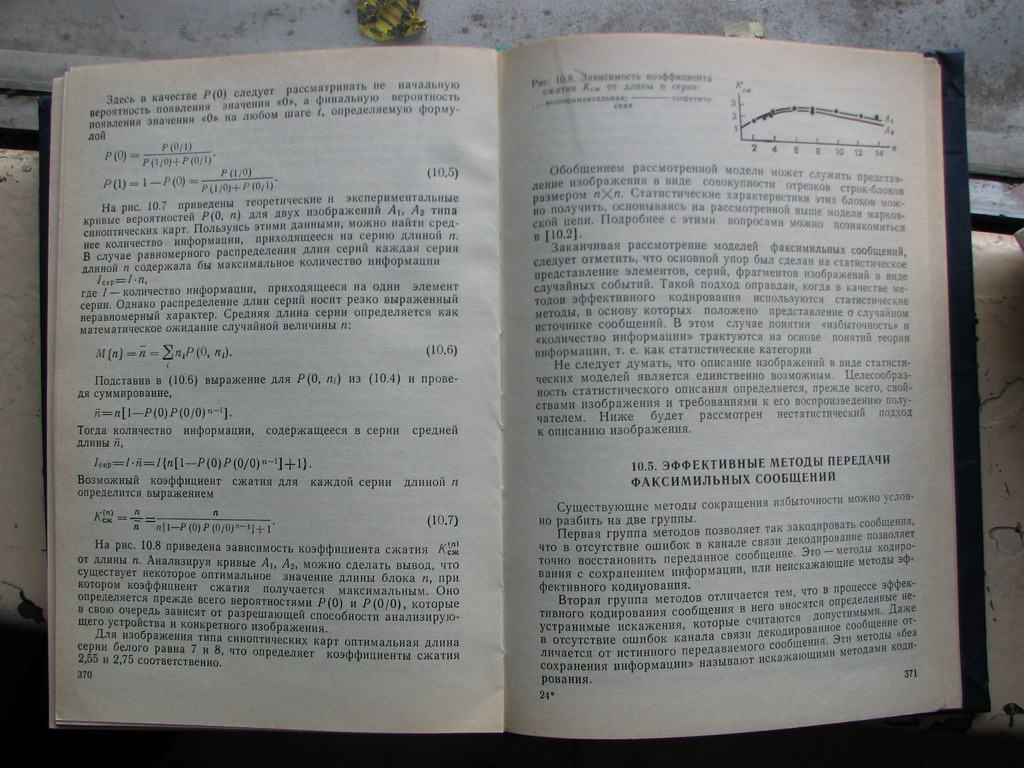 Здесь в качестве P(0) следует рассматривать не начальную
вероятность появления значения «0», а финальную вероятность
появления значения «0» на любом шаге t, определяемую форму-
лой
P(0) = P(0/1) / P(1/0)+P(0/1) .
P(1) = 1 — P(0) = P(1/0) / P(1/0)+P(0/1) . (10.5)
На рис. 10.7 приведены теоретические и экспериментальные
кривые вероятностей P(0, n) для двух изображений A₁, A₂ типа
синоптических карт. Пользуясь этими данными, можно найти сред-
нее количество информации, приходящееся на серию длиной n.
В случае равномерного распределения длин серий каждая серия
длиной n содержала бы максимальное количество информации
Iсер=I·n,
где I — количество информации, приходящееся на один элемент
серии. Однако распределение длин серий носит резко выраженный
неравномерный характер. Средняя длина серии определяется как
математическое ожидание случайной величины n:
M{n} = n̄ = ∑nᵢP(0, nᵢ). (10.6)
i
Подставив в (10.6) выражение для P(0, nᵢ) из (10.4) и прове-
дя суммирование,
n̄=n[1—P(0)P(0/0)ⁿ⁻¹].
Тогда количество информации, содержащееся в серии средней
длины n̄,
Iсер=I·n̄=I{n[1—P(0)P(0/0)ⁿ⁻¹]+1}.
Возможный коэффициент сжатия для каждой серии длиной n
определится выражением
Kсж⁽ⁿ⁾ = n / n̄ = n / n[1—P(0)P(0/0)ⁿ⁻¹]+1 . (10.7)
На рис. 10.8 приведена зависимость коэффициента сжатия Kсж⁽ⁿ⁾
от длины n. Анализируя кривые A₁, A₂, можно сделать вывод, что
существует некоторое оптимальное значение длины блока n, при
котором коэффициент сжатия получается максимальным. Оно
определяется прежде всего вероятностями P(0) и P(0/0), которые
в свою очередь зависят от разрешающей способности анализирую-
щего устройства и конкретного изображения.
Для изображения типа синоптических карт оптимальная длина
серии белого равна 7 и 8, что определяет коэффициенты сжатия
2,55 и 2,75 соответственно.
370
Рис. 10.8. Зависимость коэффициента
сжатия Kсж от длины n серии
... экспериментальная; —— теоретиче-
ская
Kсж
3
2
1
A₁
A₂
2 4 6 8 10 12 14 n
Обобщением рассмотренной модели может служить представ-
ление изображения в виде совокупности отрезков строк-блоков
размером n×n. Статистические характеристики этих блоков мож-
но получить, основываясь на рассмотренной выше модели марков-
ской цепи. Подробнее с этими вопросами можно познакомиться
в [10.2].
Заканчивая рассмотрение моделей факсимильных сообщений,
следует отметить, что основной упор был сделан на статистическое
представление элементов, серий, фрагментов изображений в виде
случайных событий. Такой подход оправдан, когда в качестве ме-
тодов эффективного кодирования используются статистические
методы, в основу которых положено представление о случайном
источнике сообщений. В этом случае понятия «избыточность» и
«количество информации» трактуются на основе понятий теории
информации, т. е. как статистические категории.
Не следует думать, что описание изображений в виде статисти-
ческих моделей является единственно возможным. Целесообраз-
ность статистического описания определяется, прежде всего, свой-
ствами изображения и требованиями к его воспроизведению полу-
чателем. Ниже будет рассмотрен нестатистический подход
к описанию изображения.
10.5. ЭФФЕКТИВНЫЕ МЕТОДЫ ПЕРЕДАЧИ
ФАКСИМИЛЬНЫХ СООБЩЕНИЙ
Существующие методы сокращения избыточности можно услов-
но разбить на две группы.
Первая группа методов позволяет так закодировать сообщения,
что в отсутствие ошибок в канале связи декодирование позволяет
точно восстановить переданное сообщение. Это — методы кодиро-
вания с сохранением информации, или неискажающие методы эф-
фективного кодирования.
Вторая группа методов отличается тем, что в процессе эффек-
тивного кодирования сообщения в него вносятся определенные не-
устранимые искажения, которые считаются допустимыми. Даже
в отсутствие ошибок канала связи декодированное сообщение от-
личается от истинного передаваемого сообщения. Эти методы «без
сохранения информации» называют искажающими методами коди-
рования.
24*
371